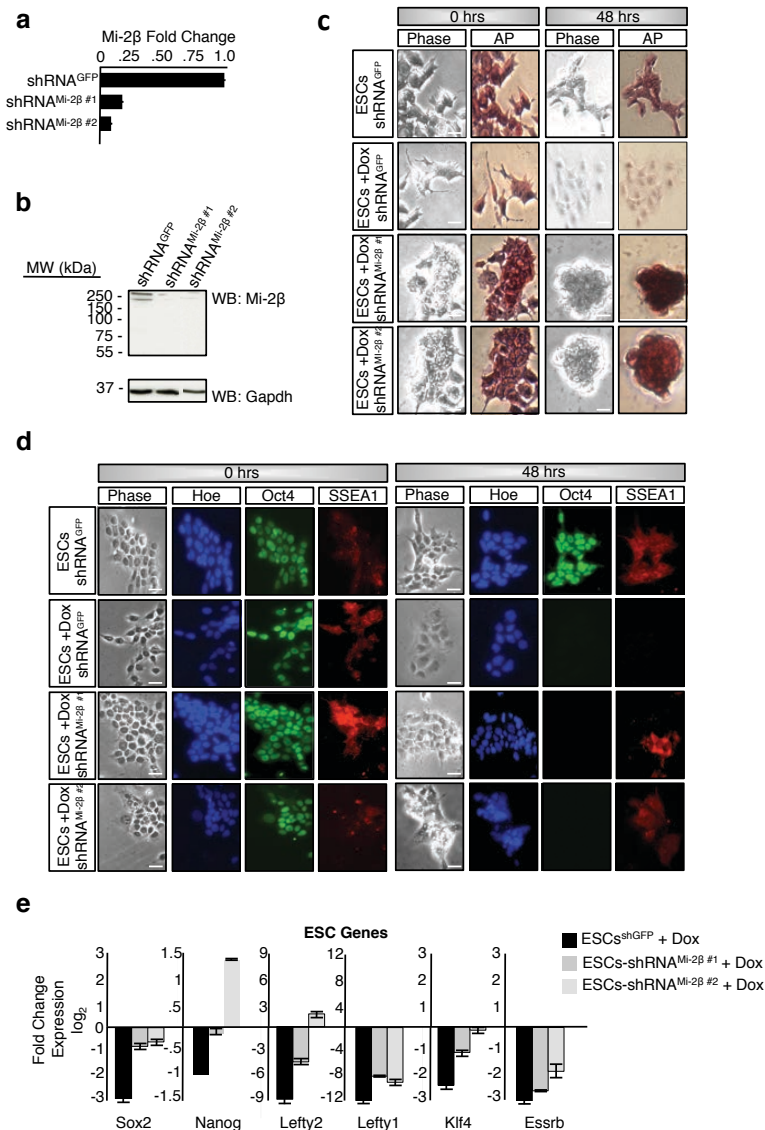 a
Mi-2β Fold Change
0 .25 .50 .75 1.0
shRNA^GFP
shRNA^Mi-2β #1
shRNA^Mi-2β #2
b
shRNA^GFP
shRNA^Mi-2β #1
shRNA^Mi-2β #2
MW (kDa)
250 -
150 -
100 -
75 -
55 -
WB: Mi-2β
37 -
WB: Gapdh
c
0 hrs 48 hrs
Phase AP Phase AP
ESCs
shRNA^GFP
ESCs +Dox
shRNA^GFP
ESCs + Dox
shRNA^Mi-2β #1
ESCs + Dox
shRNA^Mi-2β #2
d
0 hrs 48 hrs
Phase Hoe Oct4 SSEA1 Phase Hoe Oct4 SSEA1
ESCs
shRNA^GFP
ESCs +Dox
shRNA^GFP
ESCs +Dox
shRNA^Mi-2β #1
ESCs +Dox
shRNA^Mi-2β #2
e
ESC Genes
ESCs^shGFP + Dox
ESCs-shRNA^Mi-2β #1 + Dox
ESCs-shRNA^Mi-2β #2 + Dox
Fold Change
Expression
log2
3 1.5 9 12 3 3
2 1 2 2
1 .5 3 4 1 1
0
-1 -.5 -3 -4 -1 -1
-2 -1 -6 -8 -2 -2
-3 -1.5 -9 -12 -3 -3
Sox2 Nanog Lefty2 Lefty1 Klf4 Essrb